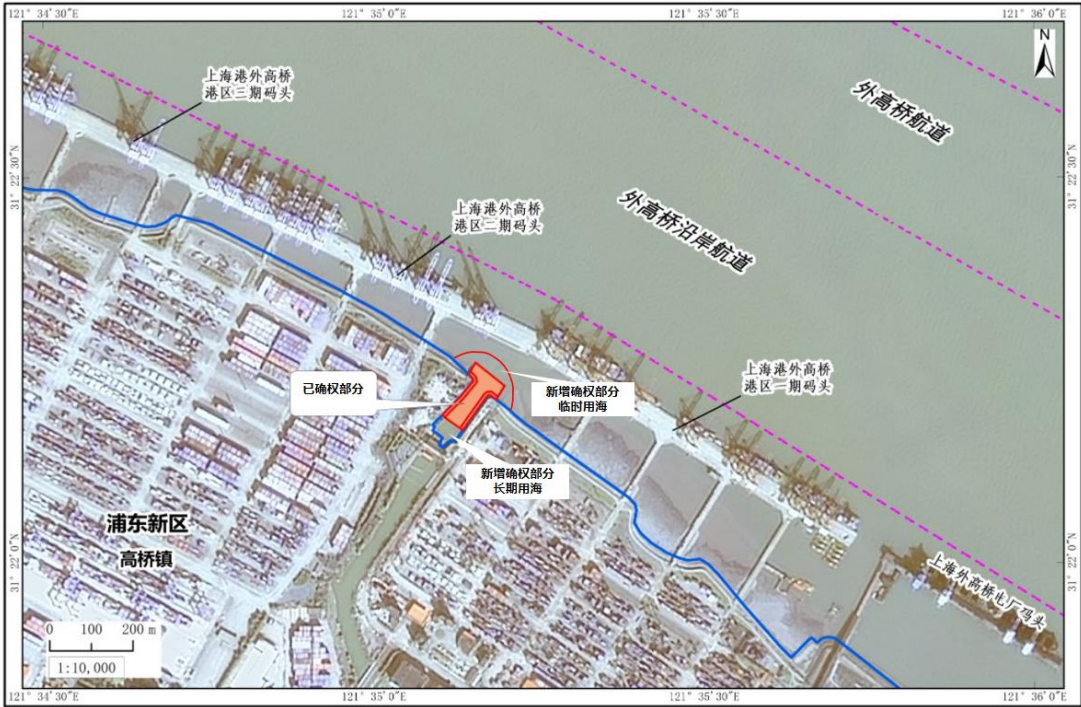 121° 34′30″E
121° 35′0″E
121° 35′30″E
121° 36′0″E
N
上海港外高桥
港区三期码头
外高桥航道
31° 22′30″N
31° 22′30″N
上海港外高桥
港区二期码头
外高桥沿岸航道
已确权部分
新增确权部分
临时用海
上海港外高桥
港区一期码头
新增确权部分
长期用海
浦东新区
高桥镇
31° 22′0″N
31° 22′0″N
上海外高桥电厂码头
0 100 200 m
1:10,000
121° 34′30″E
121° 35′0″E
121° 35′30″E
121° 36′0″E